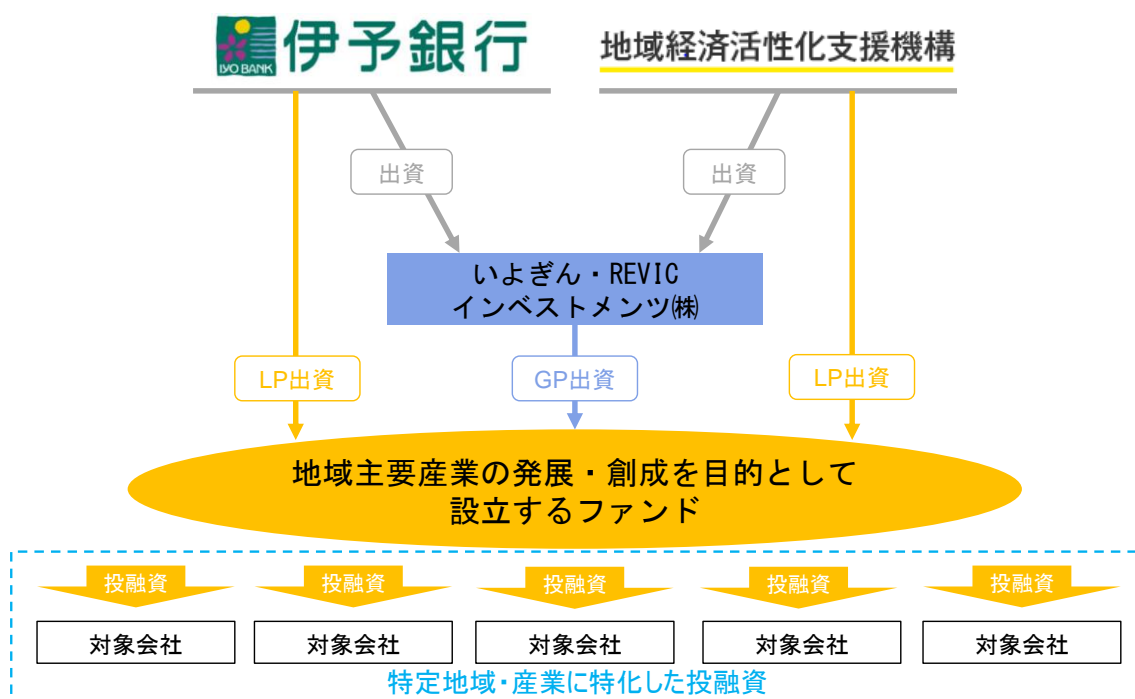 IYO BANK
伊予銀行
地域経済活性化支援機構
出資
出資
いよぎん・REVIC
インベストメンツ㈱
LP出資
GP出資
LP出資
地域主要産業の発展・創成を目的として
設立するファンド
投融資
投融資
投融資
投融資
投融資
対象会社
対象会社
対象会社
対象会社
対象会社
特定地域・産業に特化した投融資